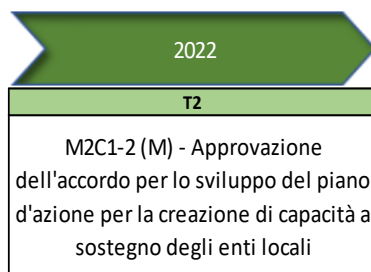 2022
T2
M2C1-2 (M) - Approvazione
dell'accordo per lo sviluppo del piano
d'azione per la creazione di capacità a
sostegno degli enti locali